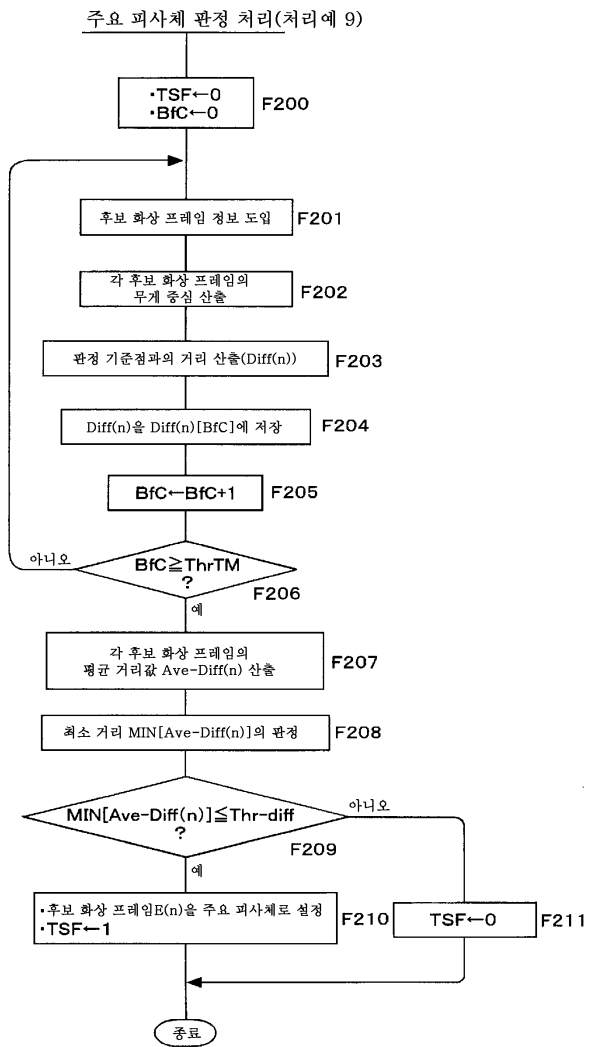 주요 피사체 판정 처리(처리예 9)
·TSF←0
·BfC←0
F200
후보 화상 프레임 정보 도입
F201
각 후보 화상 프레임의
무게 중심 산출
F202
판정 기준점과의 거리 산출(Diff(n))
F203
Diff(n)을 Diff(n)[BfC]에 저장
F204
BfC←BfC+1
F205
아니오
BfC≧ThrTM
?
F206
예
각 후보 화상 프레임의
평균 거리값 Ave-Diff(n) 산출
F207
최소 거리 MIN[Ave-Diff(n)]의 판정
F208
아니오
MIN[Ave-Diff(n)]≦Thr-diff
?
F209
예
·후보 화상 프레임E(n)을 주요 피사체로 설정
·TSF←1
F210
TSF←0
F211
종료